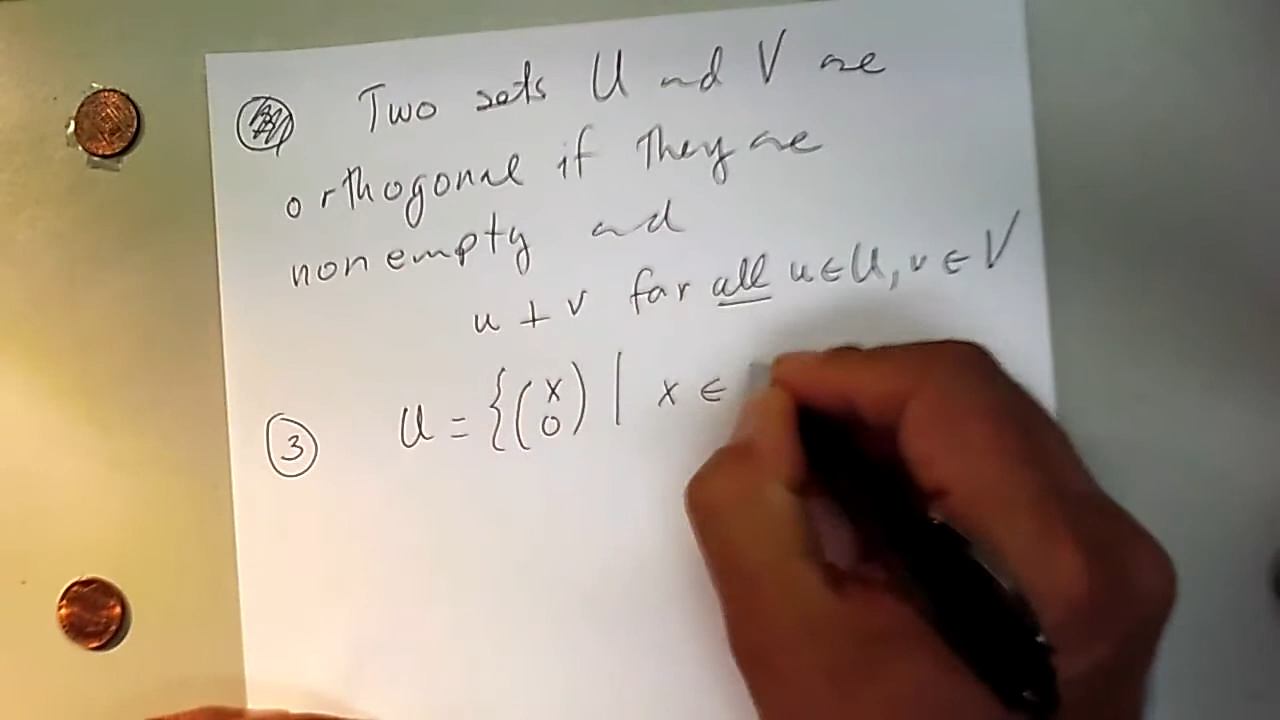 Two sets U and V are
orthogonal if they are
nonempty and
u ⊥ v for all u ∈ U, v ∈ V
③ U = {(x 0) | x ∈